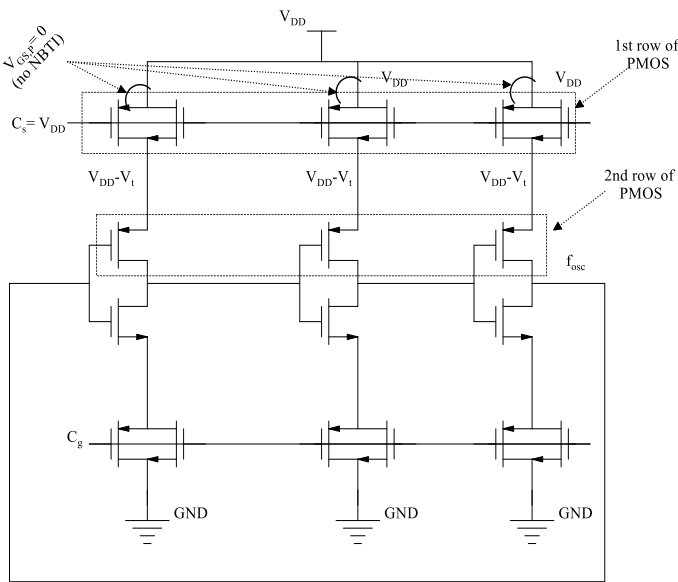 V_DD
V_GS,P = 0
(no NBTI)
V_DD
V_DD
1st row of
PMOS
C_s = V_DD
V_DD-V_t
V_DD-V_t
V_DD-V_t
2nd row of
PMOS
f_osc
C_g
GND
GND
GND